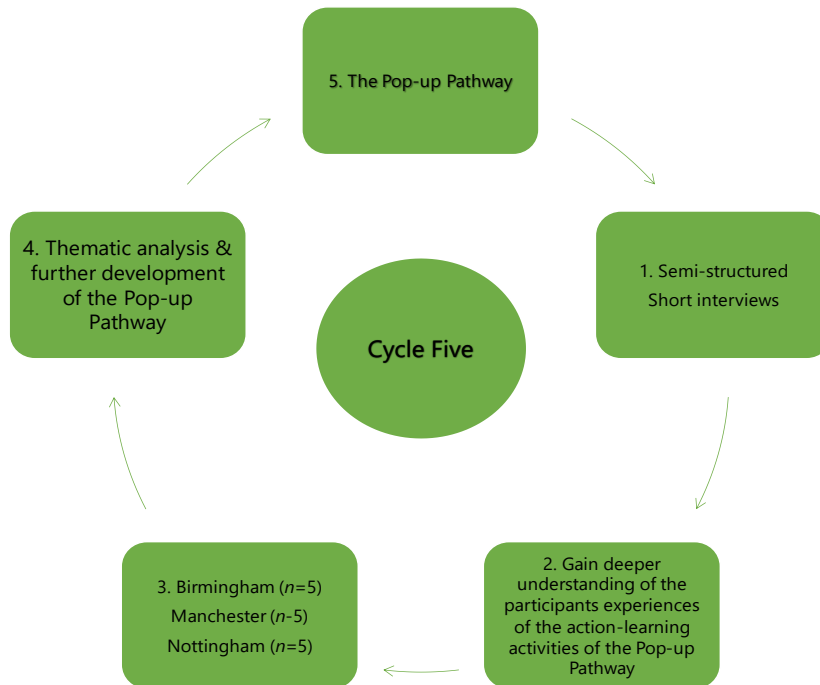 5. The Pop-up Pathway
4. Thematic analysis &
further development
of the Pop-up
Pathway
1. Semi-structured
Short interviews
Cycle Five
3. Birmingham (n=5)
Manchester (n-5)
Nottingham (n=5)
2. Gain deeper
understanding of the
participants experiences
of the action-learning
activities of the Pop-up
Pathway